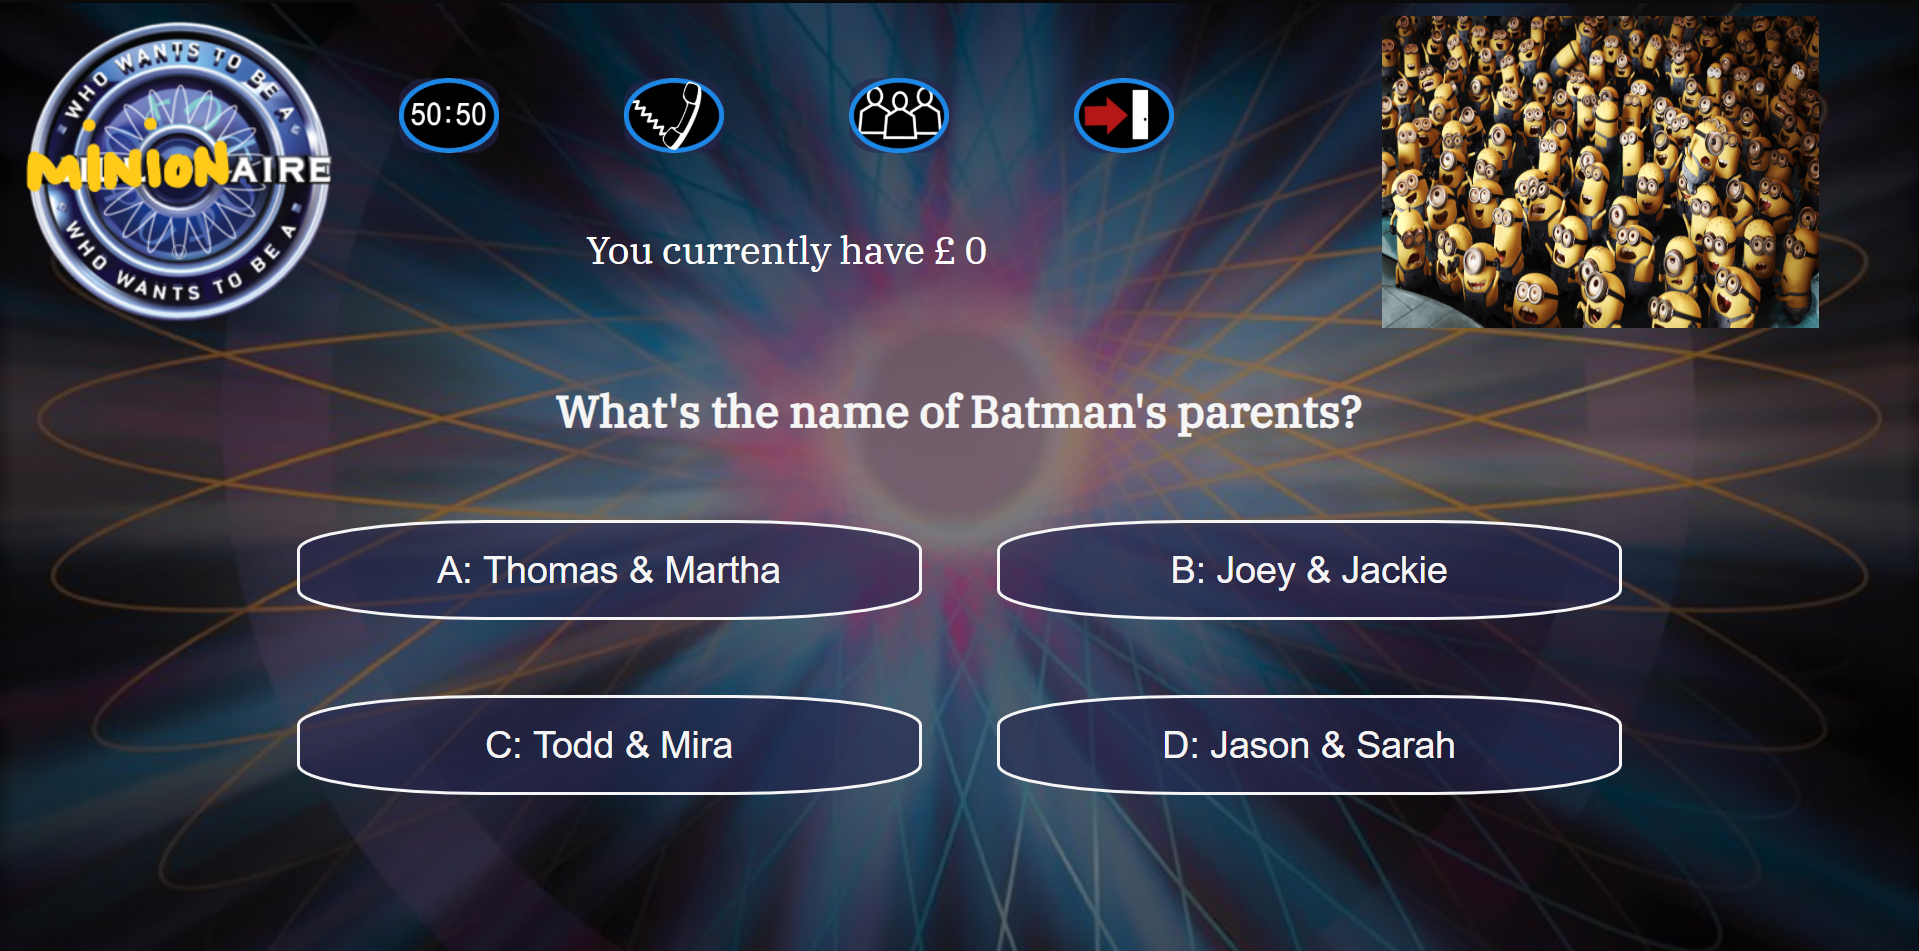 WHO WANTS TO BE A
MiNiONAIRE
WHO WANTS TO BE A
50:50
You currently have £ 0
What's the name of Batman's parents?
A: Thomas & Martha
B: Joey & Jackie
C: Todd & Mira
D: Jason & Sarah